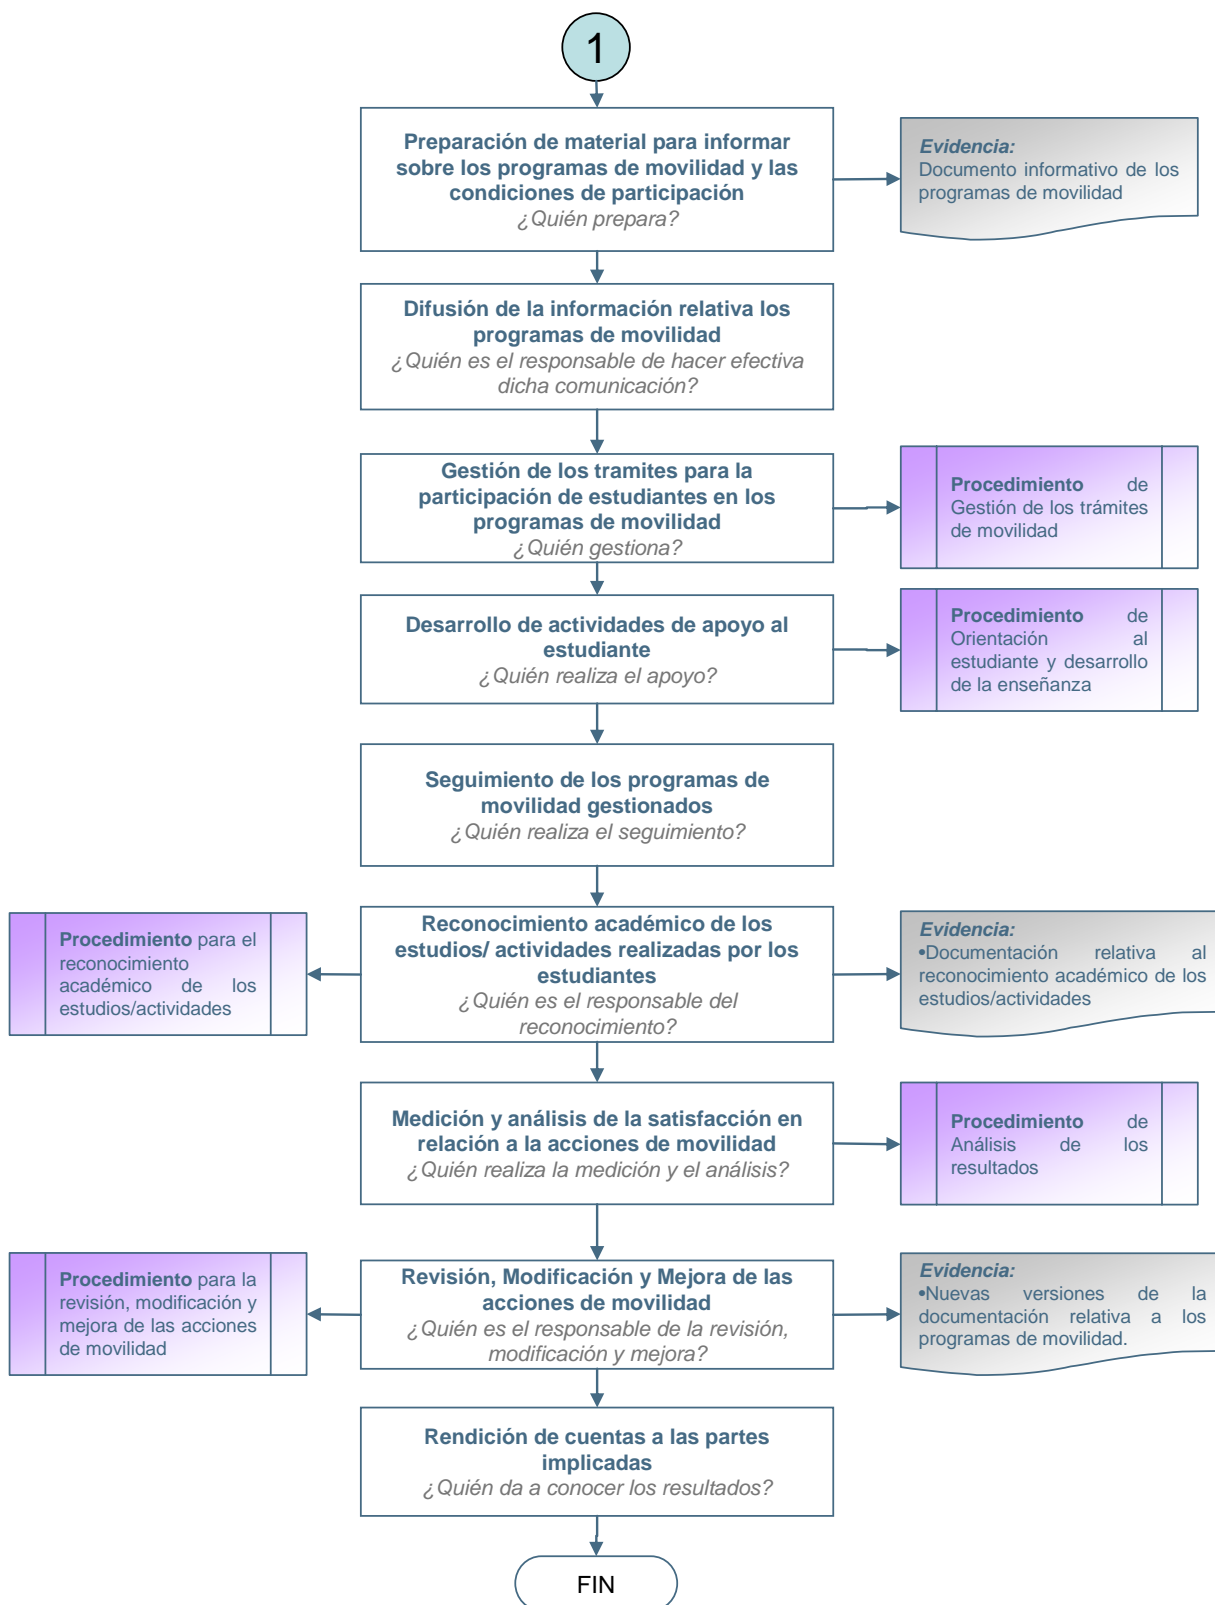 1
Preparación de material para informar
sobre los programas de movilidad y las
condiciones de participación
¿Quién prepara?
Evidencia:
Documento informativo de los
programas de movilidad
Difusión de la información relativa los
programas de movilidad
¿Quién es el responsable de hacer efectiva
dicha comunicación?
Gestión de los tramites para la
participación de estudiantes en los
programas de movilidad
¿Quién gestiona?
Procedimiento de
Gestión de los trámites
de movilidad
Desarrollo de actividades de apoyo al
estudiante
¿Quién realiza el apoyo?
Procedimiento de
Orientación al
estudiante y desarrollo
de la enseñanza
Seguimiento de los programas de
movilidad gestionados
¿Quién realiza el seguimiento?
Procedimiento para el
reconocimiento
académico de los
estudios/actividades
Reconocimiento académico de los
estudios/ actividades realizadas por los
estudiantes
¿Quién es el responsable del
reconocimiento?
Evidencia:
•Documentación relativa al
reconocimiento académico de los
estudios/actividades
Medición y análisis de la satisfacción en
relación a la acciones de movilidad
¿Quién realiza la medición y el análisis?
Procedimiento de
Análisis de los
resultados
Procedimiento para la
revisión, modificación y
mejora de las acciones
de movilidad
Revisión, Modificación y Mejora de las
acciones de movilidad
¿Quién es el responsable de la revisión,
modificación y mejora?
Evidencia:
•Nuevas versiones de la
documentación relativa a los
programas de movilidad.
Rendición de cuentas a las partes
implicadas
¿Quién da a conocer los resultados?
FIN